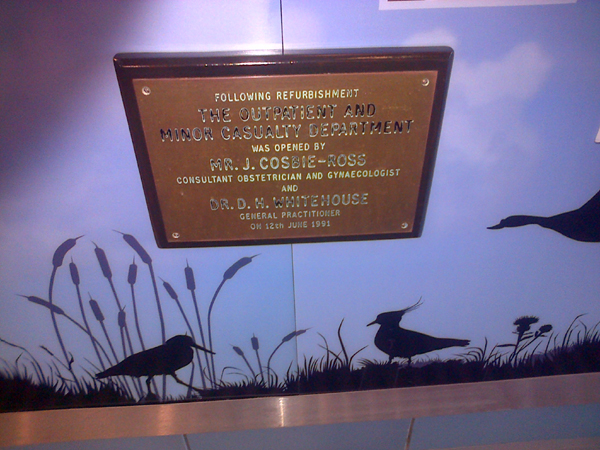 FOLLOWING REFURBISHMENT
THE OUTPATIENT AND
MINOR CASUALTY DEPARTMENT
WAS OPENED BY
MR. J. COSBIE-ROSS
CONSULTANT OBSTETRICIAN AND GYNAECOLOGIST
AND
DR. D. H. WHITEHOUSE
GENERAL PRACTITIONER
ON 12th JUNE 1991